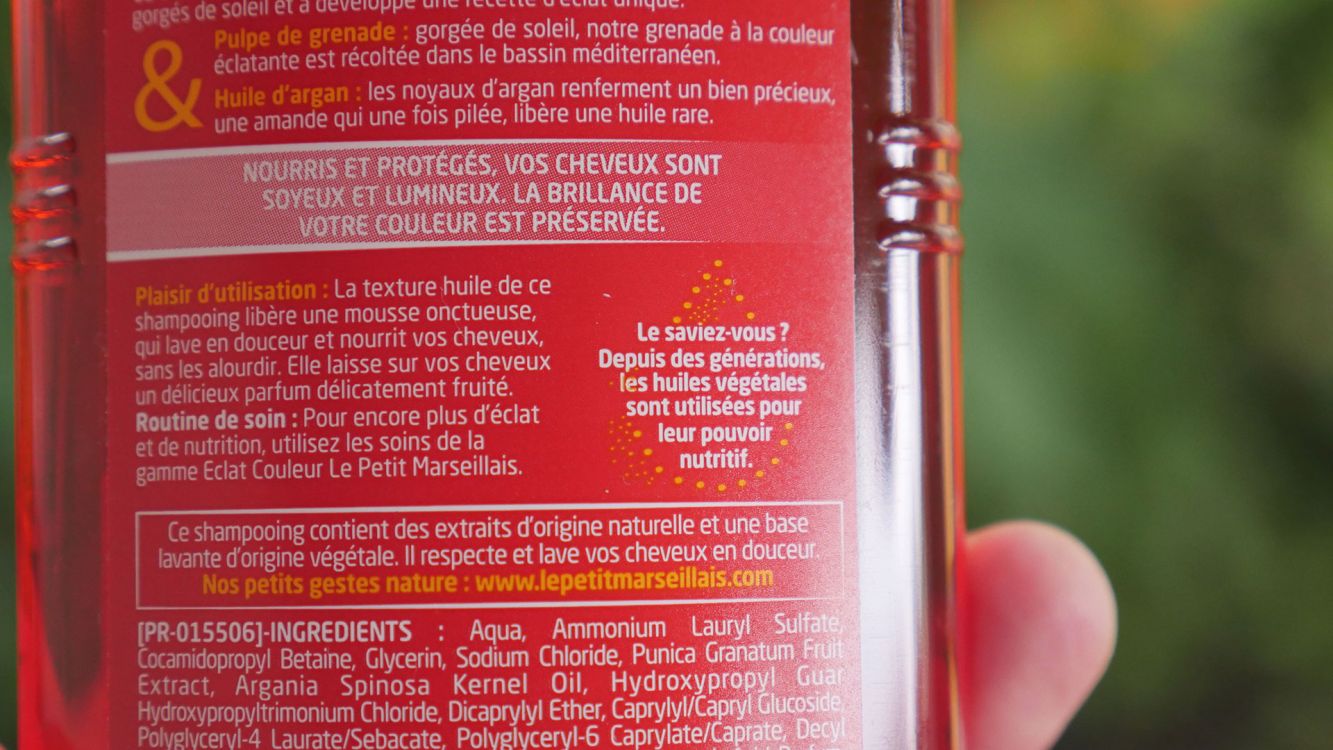 gorgés de soleil et a développé une recette d'éclat unique.
&
Pulpe de grenade : gorgée de soleil, notre grenade à la couleur
éclatante est récoltée dans le bassin méditerranéen.
Huile d'argan : les noyaux d'argan renferment un bien précieux,
une amande qui une fois pilée, libère une huile rare.
NOURRIS ET PROTÉGÉS, VOS CHEVEUX SONT
SOYEUX ET LUMINEUX. LA BRILLANCE DE
VOTRE COULEUR EST PRÉSERVÉE.
Plaisir d'utilisation : La texture huile de ce
shampooing libère une mousse onctueuse,
qui lave en douceur et nourrit vos cheveux,
sans les alourdir. Elle laisse sur vos cheveux
un délicieux parfum délicatement fruité.
Routine de soin : Pour encore plus d'éclat
et de nutrition, utilisez les soins de la
gamme Eclat Couleur Le Petit Marseillais.
Le saviez-vous ?
Depuis des générations,
les huiles végétales
sont utilisées pour
leur pouvoir
nutritif.
Ce shampooing contient des extraits d'origine naturelle et une base
lavante d'origine végétale. Il respecte et lave vos cheveux en douceur.
Nos petits gestes nature : www.lepetitmarseillais.com
[PR-015506]-INGREDIENTS : Aqua, Ammonium Lauryl Sulfate,
Cocamidopropyl Betaine, Glycerin, Sodium Chloride, Punica Granatum Fruit
Extract, Argania Spinosa Kernel Oil, Hydroxypropyl Guar
Hydroxypropyltrimonium Chloride, Dicaprylyl Ether, Caprylyl/Capryl Glucoside,
Polyglyceryl-4 Laurate/Sebacate, Polyglyceryl-6 Caprylate/Caprate, Decyl